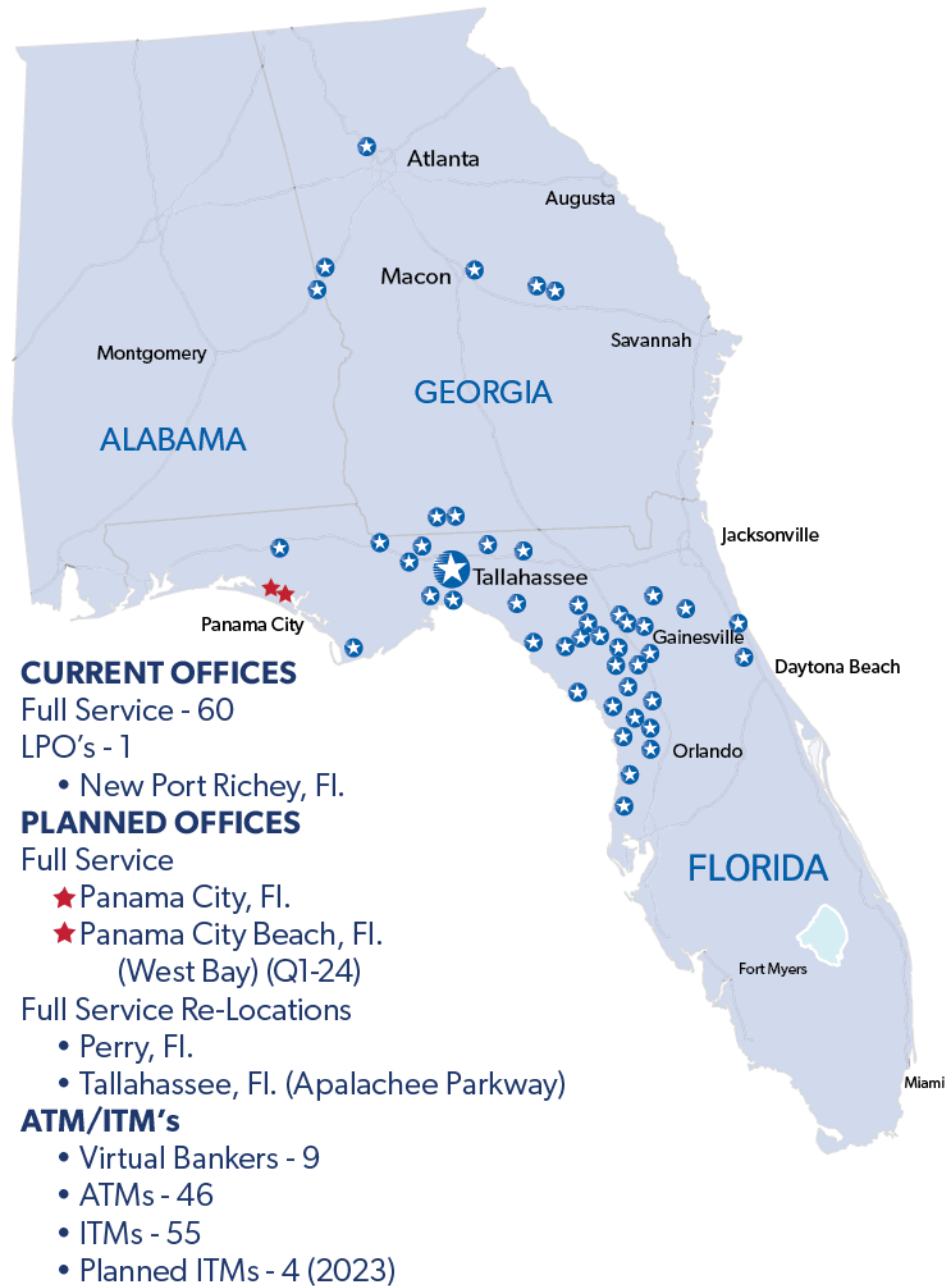 Atlanta
Augusta
Macon
Savannah
Montgomery
GEORGIA
ALABAMA
Jacksonville
Tallahassee
Panama City
Gainesville
Daytona Beach
Orlando
FLORIDA
Fort Myers
Miami
CURRENT OFFICES
Full Service - 60
LPO’s - 1
• New Port Richey, Fl.
PLANNED OFFICES
Full Service
Panama City, Fl.
Panama City Beach, Fl.
(West Bay) (Q1-24)
Full Service Re-Locations
• Perry, Fl.
• Tallahassee, Fl. (Apalachee Parkway)
ATM/ITM’s
• Virtual Bankers - 9
• ATMs - 46
• ITMs - 55
• Planned ITMs - 4 (2023)